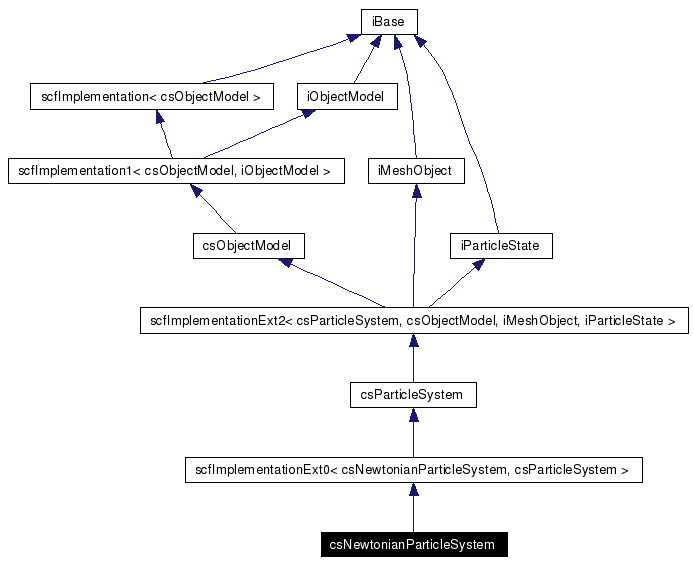 iBase
scfImplementation< csObjectModel >
iObjectModel
scfImplementation1< csObjectModel, iObjectModel >
iMeshObject
csObjectModel
iParticleState
scfImplementationExt2< csParticleSystem, csObjectModel, iMeshObject, iParticleState >
csParticleSystem
scfImplementationExt0< csNewtonianParticleSystem, csParticleSystem >
csNewtonianParticleSystem